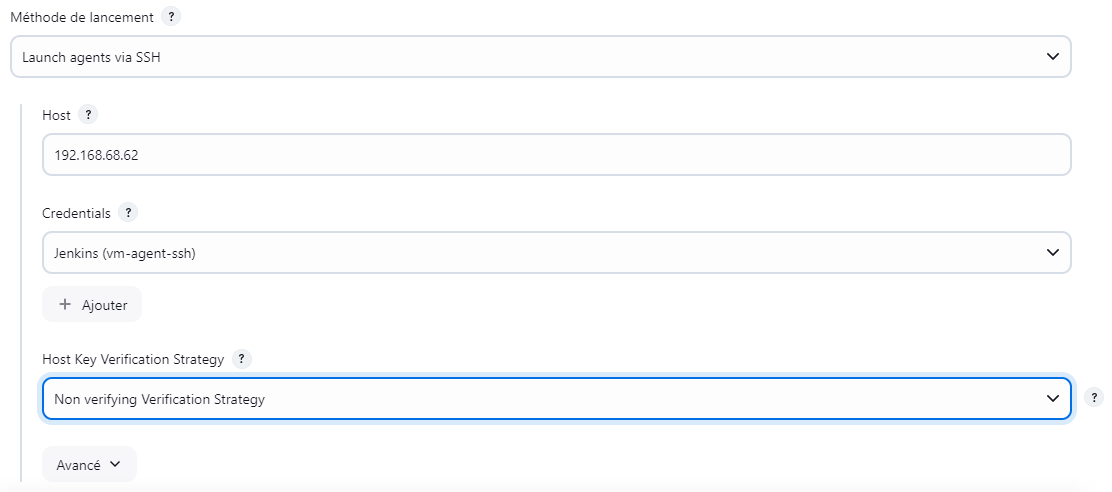 Méthode de lancement ?
Launch agents via SSH
Host ?
192.168.68.62
Credentials ?
Jenkins (vm-agent-ssh)
+ Ajouter
Host Key Verification Strategy ?
Non verifying Verification Strategy ?
Avancé